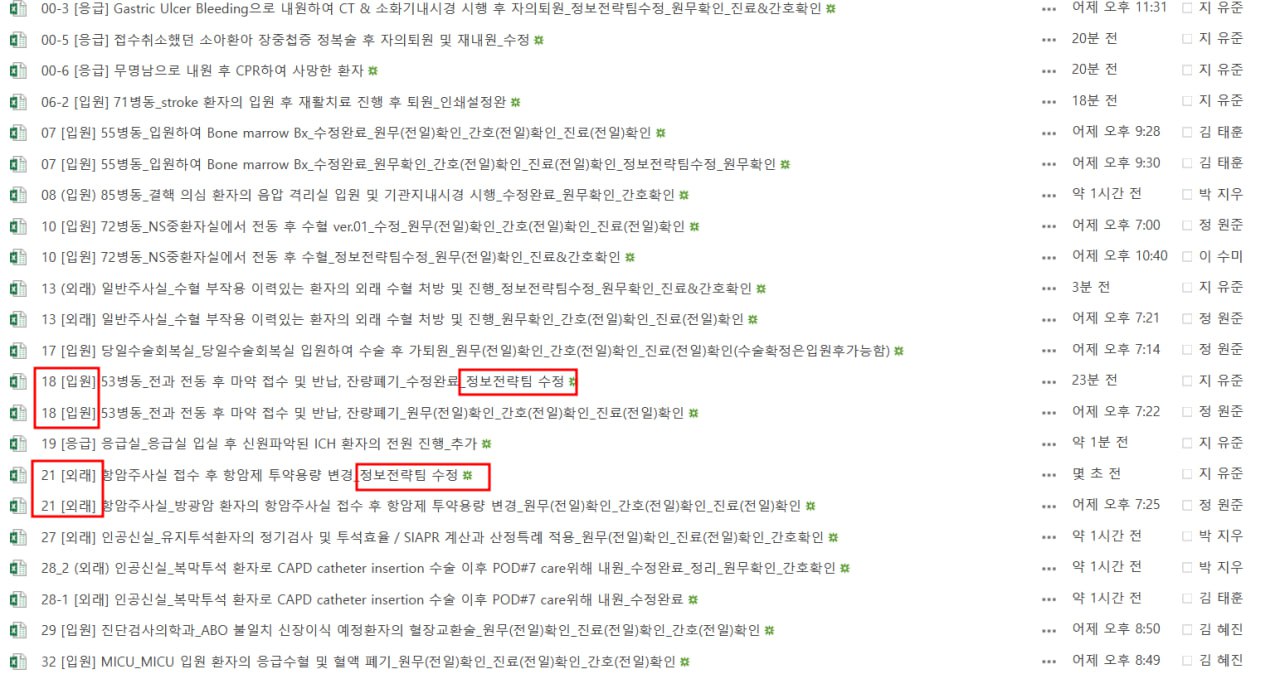 00-3 [응급] Gastric Ulcer Bleeding으로 내원하여 CT & 소화기내시경 시행 후 자의퇴원_정보전략팀수정_원무확인_진료&간호확인 ••• 어제 오후 11:31 지 유준
00-5 [응급] 접수취소했던 소아환아 장중첩증 정복술 후 자의퇴원 및 재내원_수정 ••• 20분 전 지 유준
00-6 [응급] 무명남으로 내원 후 CPR하여 사망한 환자 ••• 20분 전 지 유준
06-2 [입원] 71병동_stroke 환자의 입원 후 재활치료 진행 후 퇴원_인쇄설정완 ••• 18분 전 지 유준
07 [입원] 55병동_입원하여 Bone marrow Bx_수정완료_원무(전일)확인_간호(전일)확인_진료(전일)확인 ••• 어제 오후 9:28 김 태훈
07 [입원] 55병동_입원하여 Bone marrow Bx_수정완료_원무확인_간호(전일)확인_진료(전일)확인_정보전략팀수정_원무확인 ••• 어제 오후 9:30 김 태훈
08 (입원) 85병동_결핵 의심 환자의 음압 격리실 입원 및 기관지내시경 시행_수정완료_원무확인_간호확인 ••• 약 1시간 전 박 지우
10 [입원] 72병동_NS중환자실에서 전동 후 수혈 ver.01_수정_원무(전일)확인_간호(전일)확인_진료(전일)확인 ••• 어제 오후 7:00 정 원준
10 [입원] 72병동_NS중환자실에서 전동 후 수혈_정보전략팀수정_원무(전일)확인_진료&간호확인 ••• 어제 오후 10:40 이 수미
13 (외래) 일반주사실_수혈 부작용 이력있는 환자의 외래 수혈 처방 및 진행_정보전략팀수정_원무확인_진료&간호확인 ••• 3분 전 지 유준
13 [외래] 일반주사실_수혈 부작용 이력있는 환자의 외래 수혈 처방 및 진행_원무확인_간호(전일)확인_진료(전일)확인 ••• 어제 오후 7:21 정 원준
17 [입원] 당일수술회복실_당일수술회복실 입원하여 수술 후 가퇴원_원무(전일)확인_간호(전일)확인_진료(전일)확인(수술확정은입원후가능함) ••• 어제 오후 7:14 정 원준
18 [입원] 53병동_전과 전동 후 마약 접수 및 반납, 잔량폐기_수정완료_정보전략팀 수정 ••• 23분 전 지 유준
18 [입원] 53병동_전과 전동 후 마약 접수 및 반납, 잔량폐기_원무(전일)확인_간호(전일)확인_진료(전일)확인 ••• 어제 오후 7:22 정 원준
19 [응급] 응급실_응급실 입실 후 신원파악된 ICH 환자의 전원 진행_추가 ••• 약 1분 전 지 유준
21 [외래] 항암주사실 접수 후 항암제 투약용량 변경_정보전략팀 수정 ••• 몇 초 전 지 유준
21 [외래] 항암주사실_방광암 환자의 항암주사실 접수 후 항암제 투약용량 변경_원무(전일)확인_간호(전일)확인_진료(전일)확인 ••• 어제 오후 7:25 정 원준
27 [외래] 인공신실_유지투석환자의 정기검사 및 투석효율 / SIAPR 계산과 산정특례 적용_원무(전일)확인_진료(전일)확인_간호(전일)확인 ••• 약 1시간 전 박 지우
28_2 (외래) 인공신실_복막투석 환자로 CAPD catheter insertion 수술 이후 POD#7 care위해 내원_수정완료_정리_원무확인_간호확인 ••• 약 1시간 전 박 지우
28-1 [외래] 인공신실_복막투석 환자로 CAPD catheter insertion 수술 이후 POD#7 care위해 내원_수정완료 ••• 약 1시간 전 김 태훈
29 [입원] 진단검사의학과_ABO 불일치 신장이식 예정환자의 혈장교환술_원무(전일)확인_진료(전일)확인_간호(전일)확인 ••• 어제 오후 8:50 김 혜진
32 [입원] MICU_MICU 입원 환자의 응급수혈 및 혈액 폐기_원무(전일)확인_진료(전일)확인_간호(전일)확인 ••• 어제 오후 8:49 김 혜진